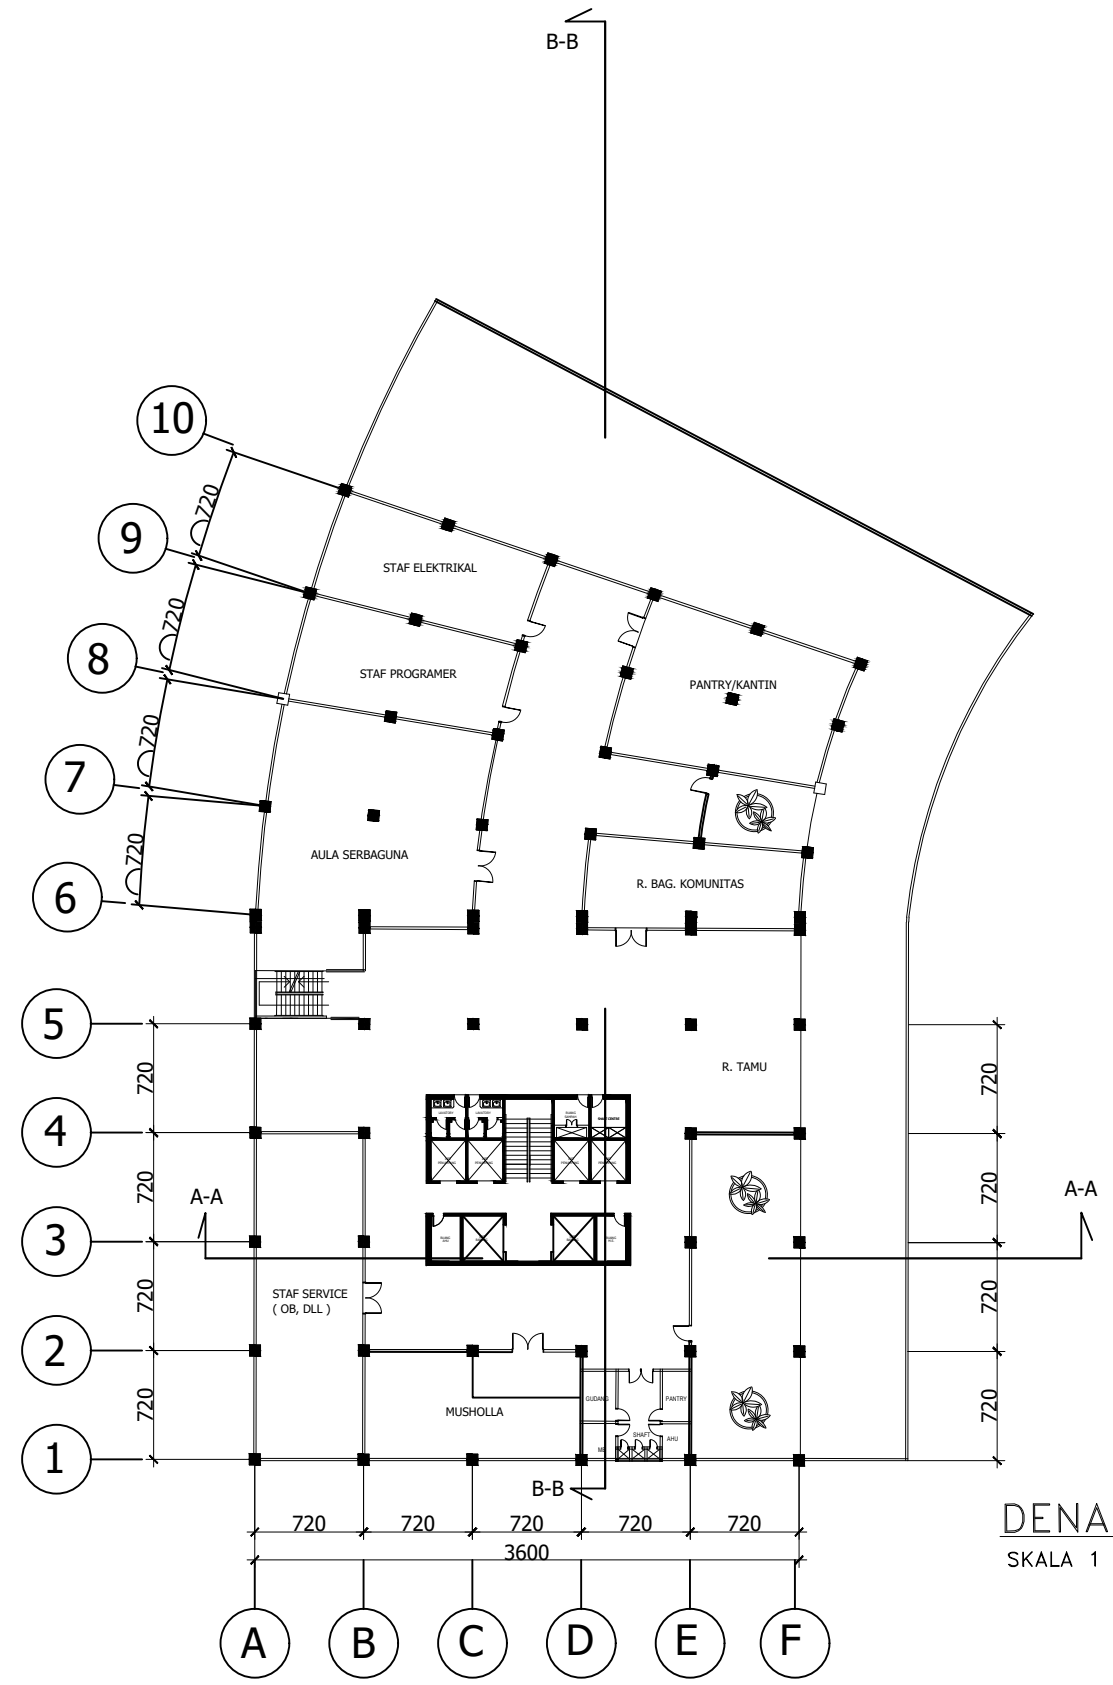 B-B
10
720
9
STAF ELEKTRIKAL
720
8
STAF PROGRAMER
PANTRY/KANTIN
720
7
720
AULA SERBAGUNA
R. BAG. KOMUNITAS
6
5
R. TAMU
720
720
4
A-A
A-A
720
720
3
STAF SERVICE
( OB, DLL )
720
720
2
GUDANG
PANTRY
MUSHOLLA
SHAFT
AHU
720
720
1
B-B
720
720
720
720
720
3600
DENA
SKALA 1
A
B
C
D
E
F